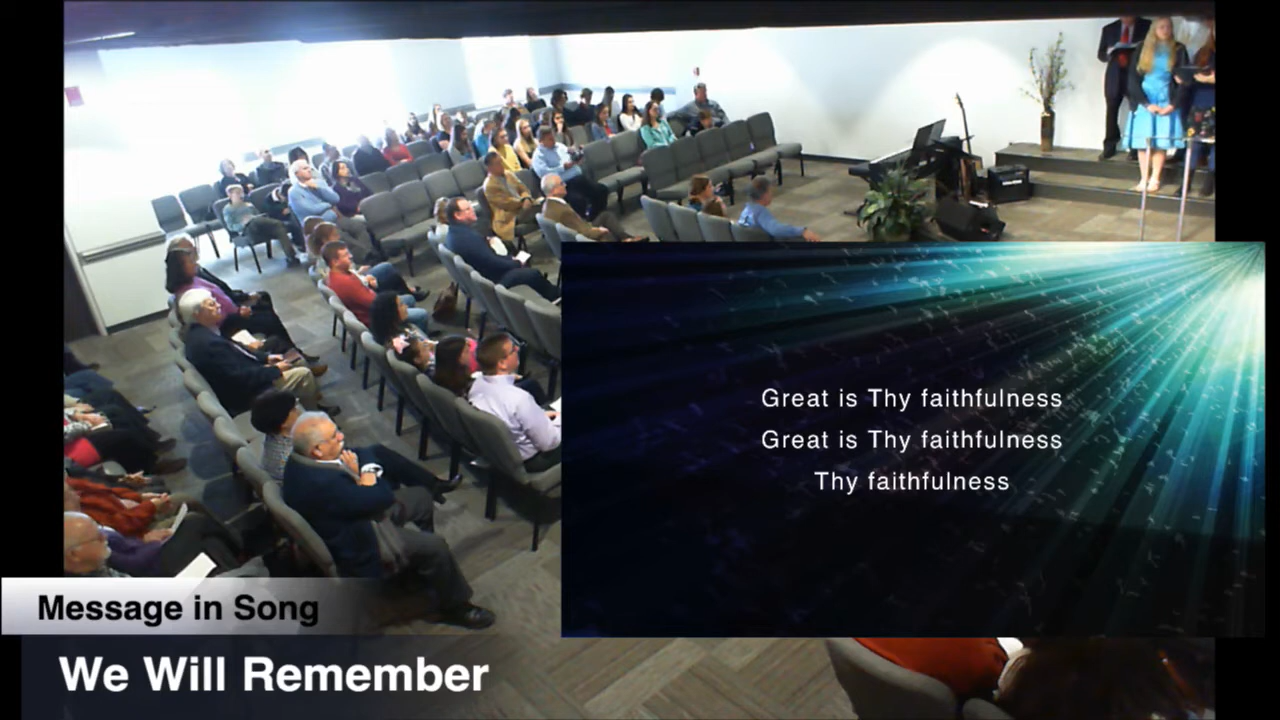 Great is Thy faithfulness
Great is Thy faithfulness
Thy faithfulness
Message in Song
We Will Remember